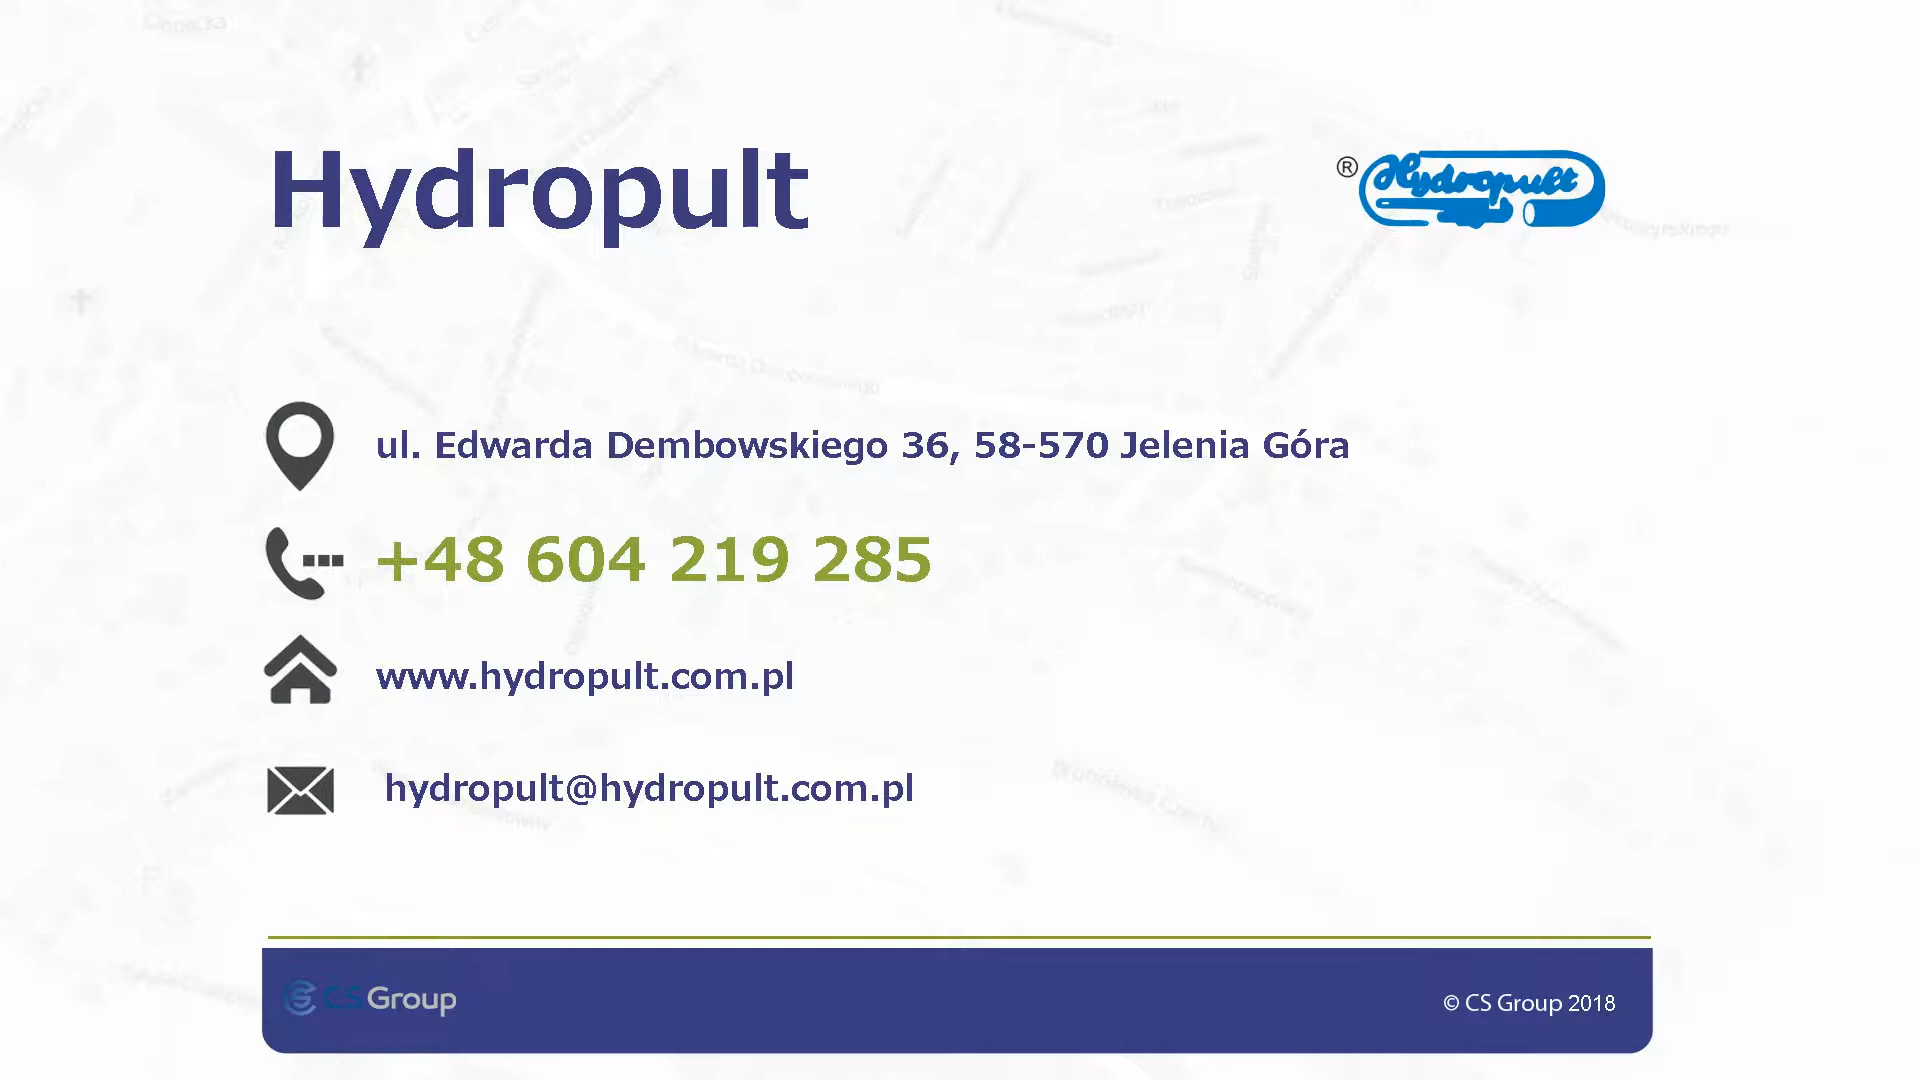 Hydropult
® Hydropult
ul. Edwarda Dembowskiego 36, 58-570 Jelenia Góra
+48 604 219 285
www.hydropult.com.pl
hydropult@hydropult.com.pl
CS Group
© CS Group 2018